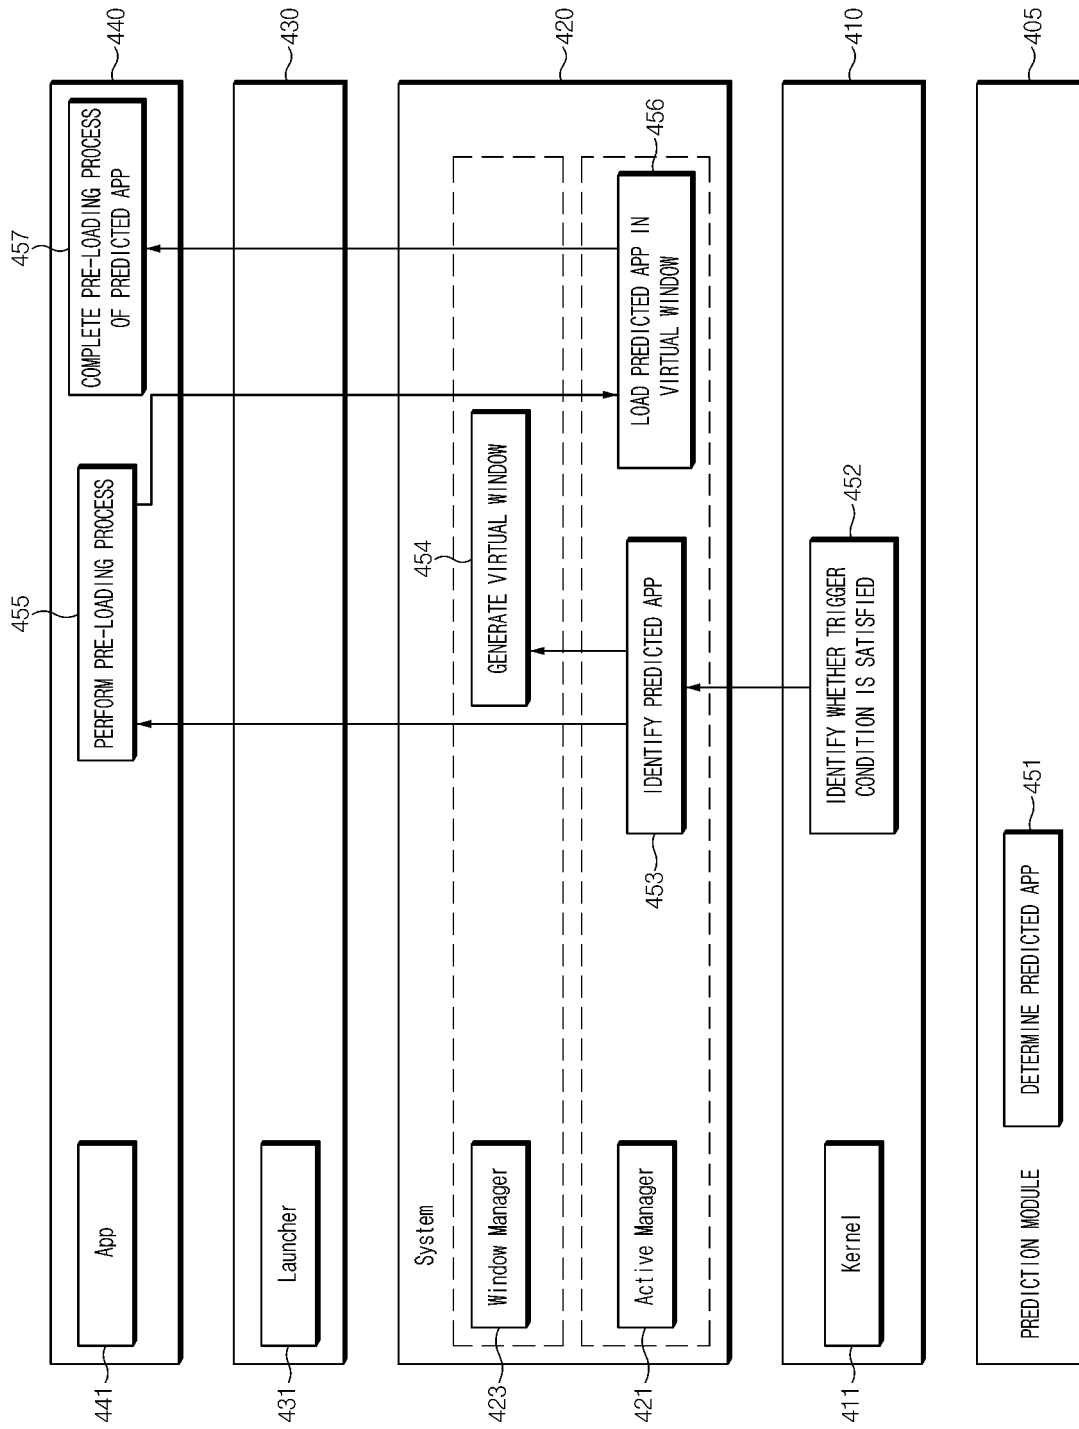 440
441
App
455
PERFORM PRE-LOADING PROCESS
457
COMPLETE PRE-LOADING PROCESS
OF PREDICTED APP
430
431
Launcher
420
System
423
Window Manager
454
GENERATE VIRTUAL WINDOW
421
Active Manager
453
IDENTIFY PREDICTED APP
456
LOAD PREDICTED APP IN
VIRTUAL WINDOW
410
411
Kernel
452
IDENTIFY WHETHER TRIGGER
CONDITION IS SATISFIED
405
PREDICTION MODULE
451
DETERMINE PREDICTED APP